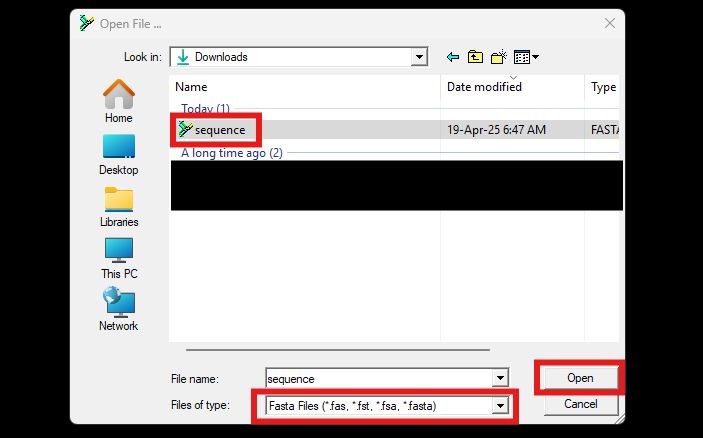 Open File ...
Look in: Downloads
Name Date modified Type
Today (1)
sequence 19-Apr-25 6:47 AM FASTA
A long time ago (2)
Home
Desktop
Libraries
This PC
Network
File name: sequence Open
Files of type: Fasta Files (*.fas, *.fst, *.fsa, *.fasta) Cancel